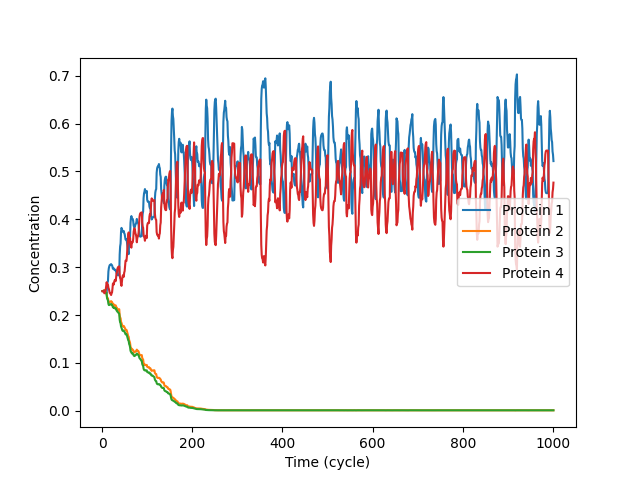 0.7
0.6
0.5
0.4
0.3
0.2
0.1
0.0
Concentration
Protein 1
Protein 2
Protein 3
Protein 4
0 200 400 600 800 1000
Time (cycle)